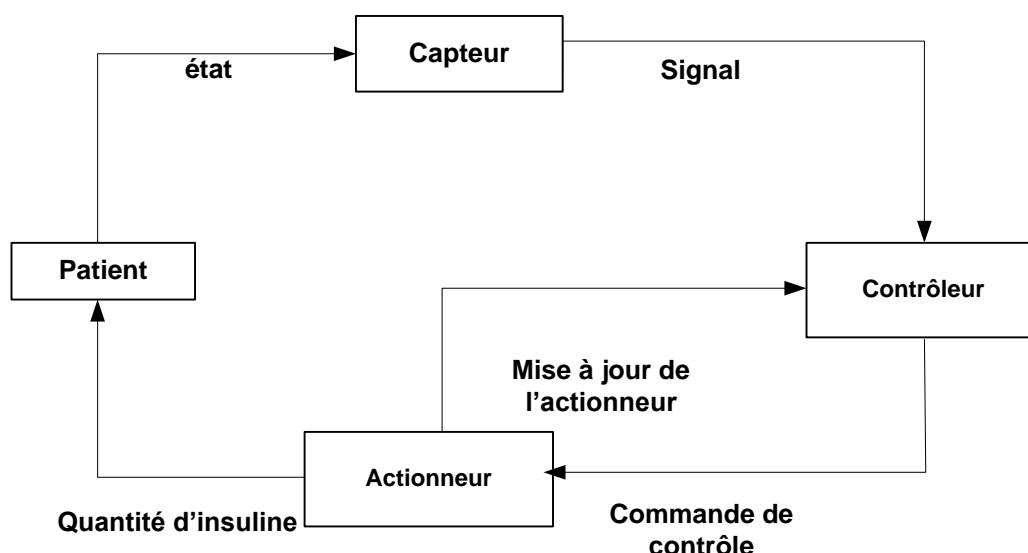 Capteur
état
Signal
Patient
Contrôleur
Mise à jour de
l'actionneur
Actionneur
Quantité d'insuline
Commande de
contrôle